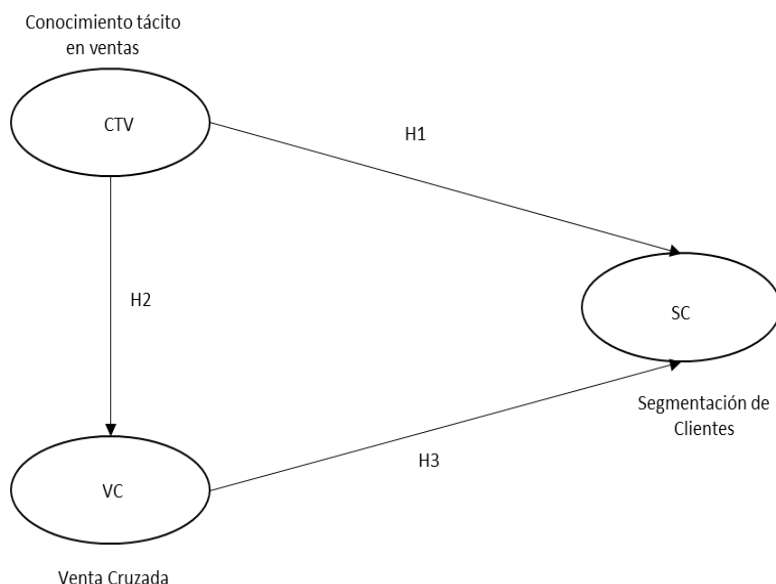 Conocimiento tácito
en ventas
CTV
H1
H2
SC
Segmentación de
Clientes
H3
VC
Venta Cruzada